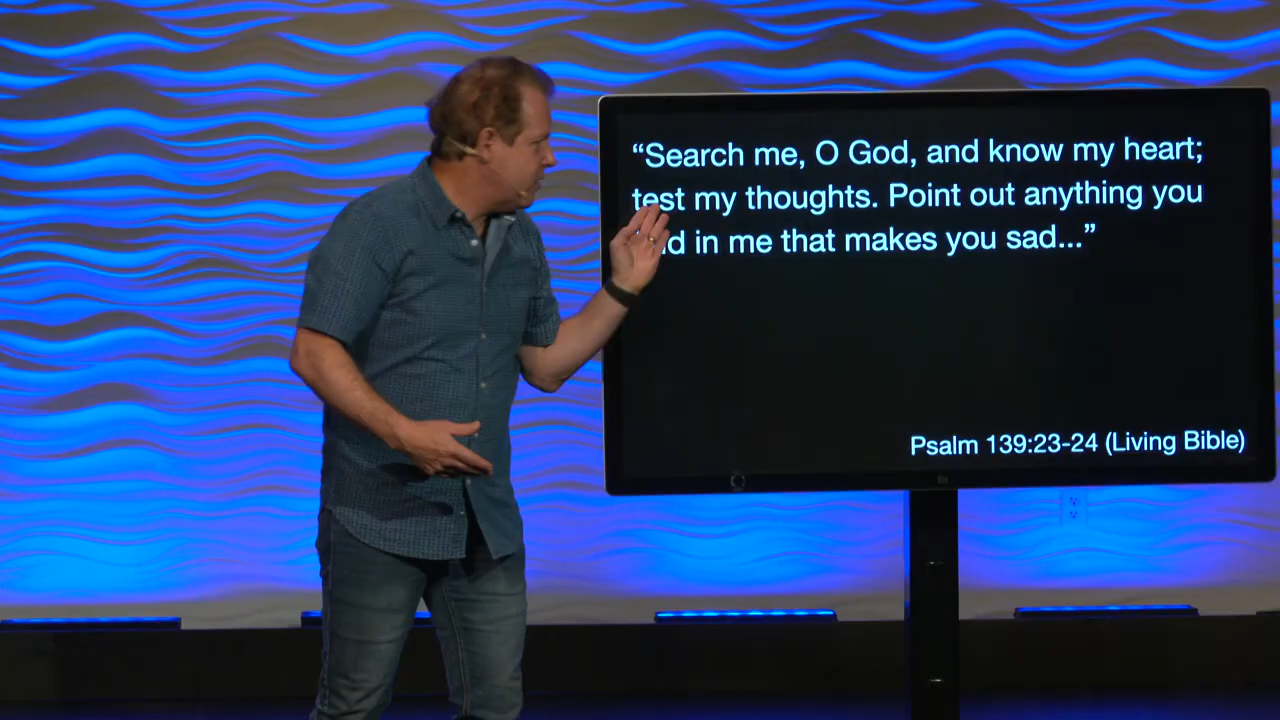 “Search me, O God, and know my heart;
test my thoughts. Point out anything you
in me that makes you sad...”
Psalm 139:23-24 (Living Bible)